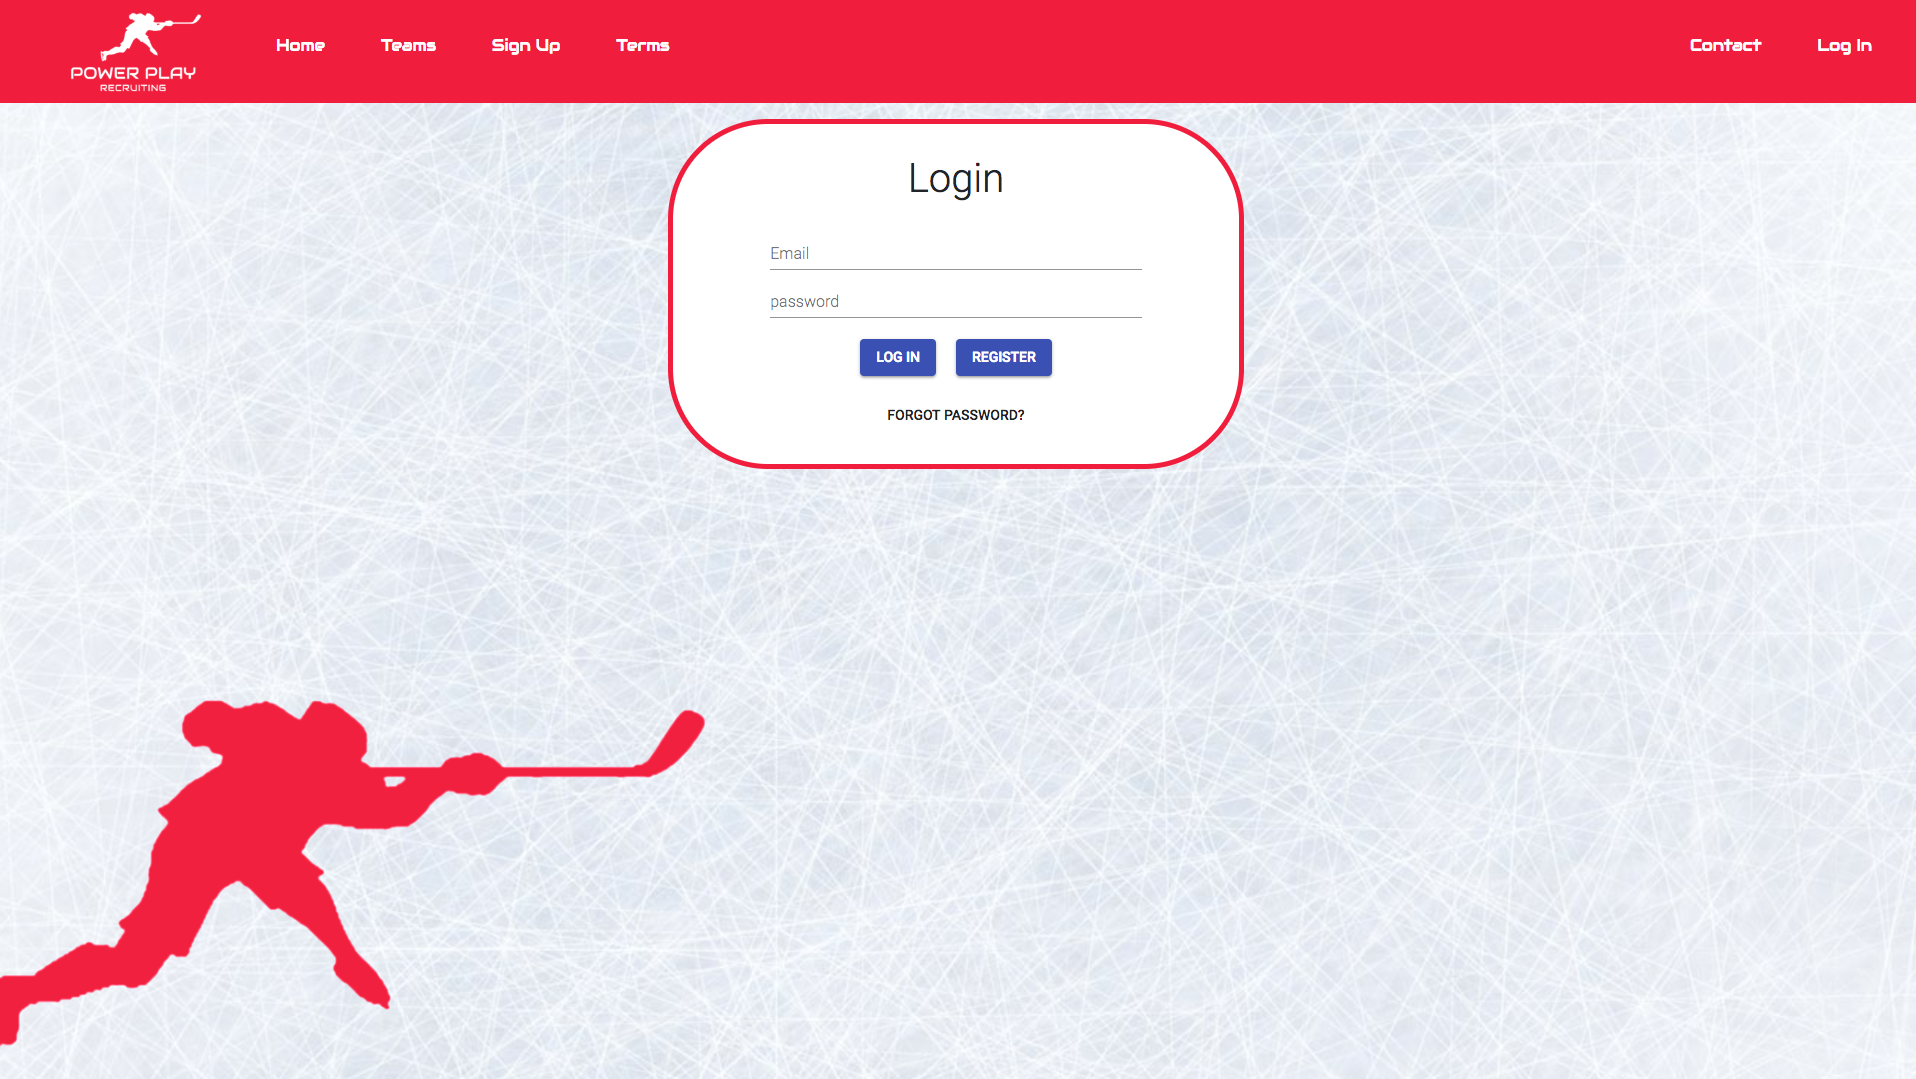 POWER PLAY
RECRUITING
Home
Teams
Sign Up
Terms
Contact
Log In
Login
Email
password
LOG IN
REGISTER
FORGOT PASSWORD?